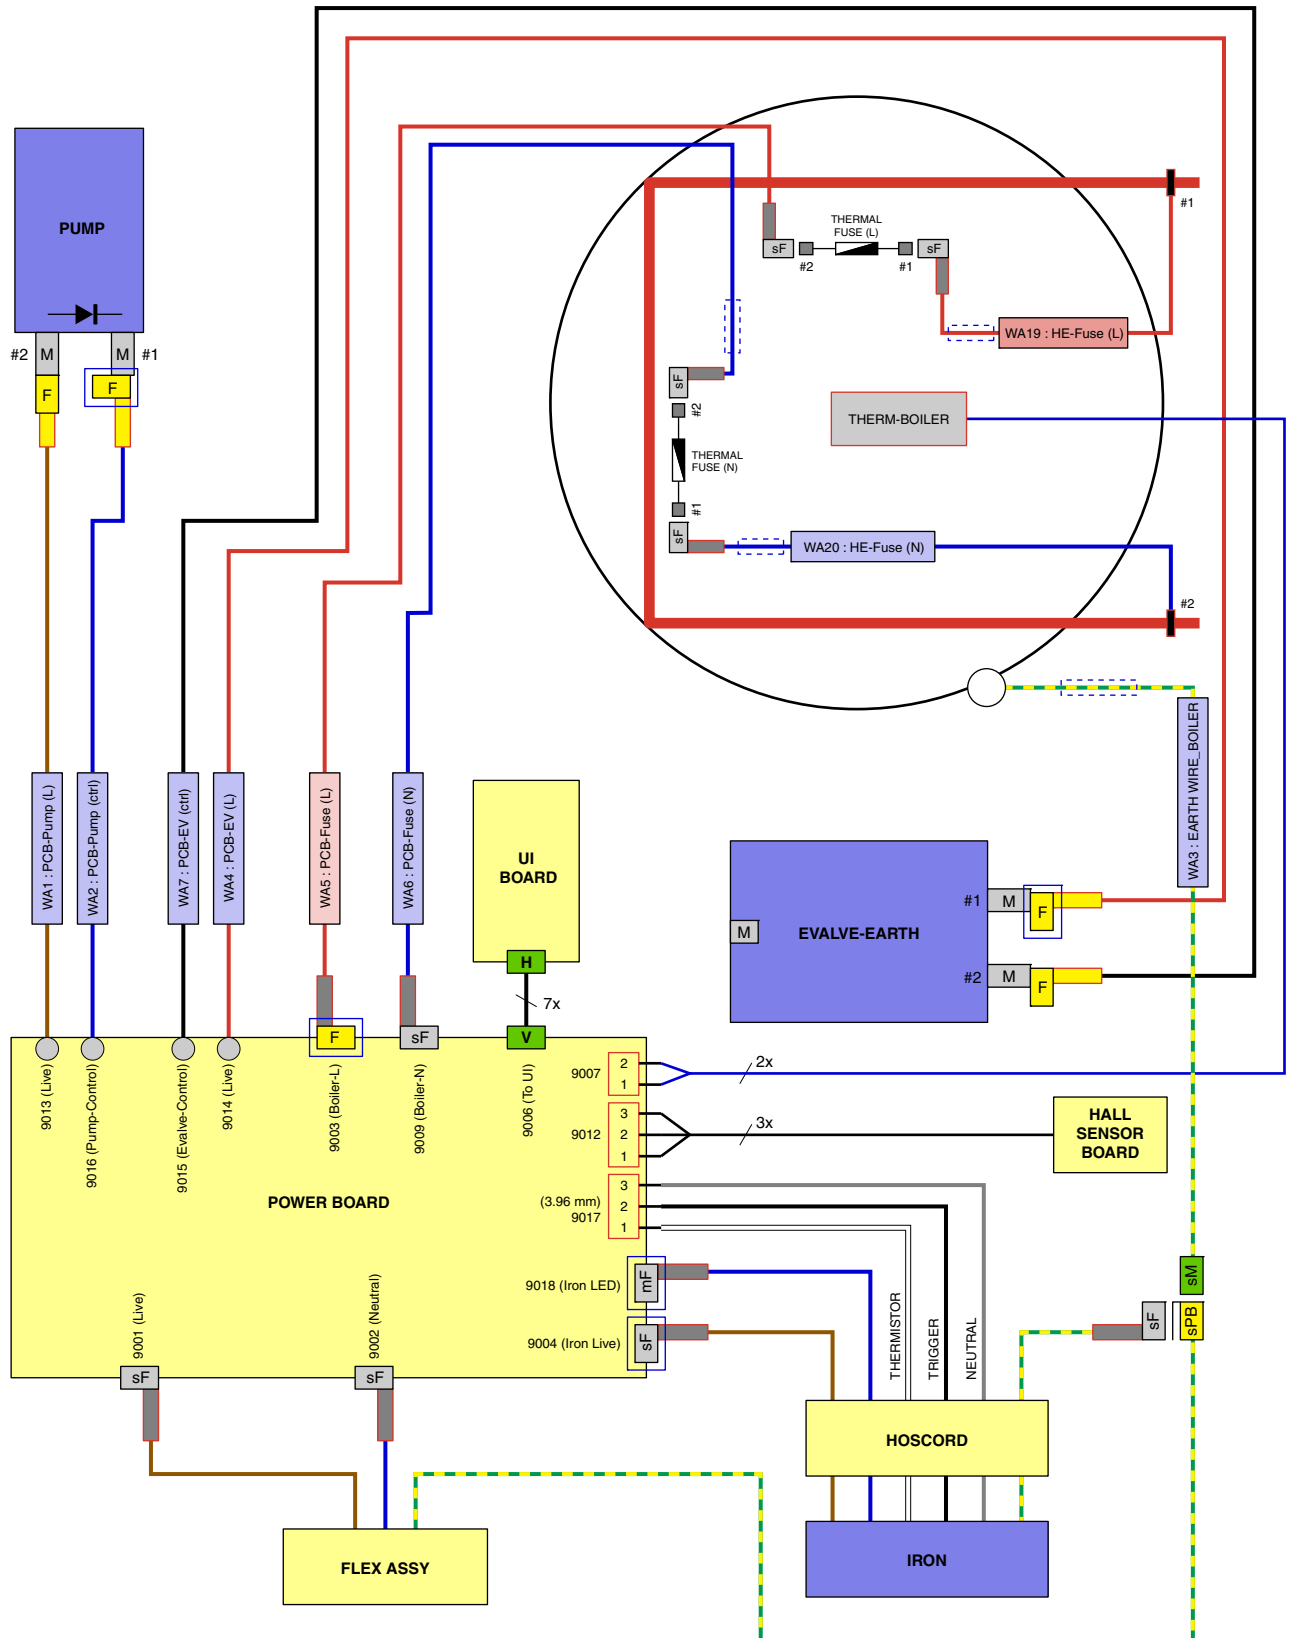 PUMP
#2
M
M
#1
F
F
#1
THERMAL
FUSE (L)
sF
sF
#2
#1
WA19 : HE-Fuse (L)
sF
#2
THERM-BOILER
THERMAL
FUSE (N)
#1
sF
WA20 : HE-Fuse (N)
#2
WA3 : EARTH WIRE_BOILER
WA1 : PCB-Pump (L)
WA2 : PCB-Pump (ctrl)
WA7 : PCB-EV (ctrl)
WA4 : PCB-EV (L)
WA5 : PCB-Fuse (L)
WA6 : PCB-Fuse (N)
UI
BOARD
H
7x
V
EVALVE-EARTH
M
#1
M
F
#2
M
F
F
sF
9013 (Live)
9016 (Pump-Control)
9015 (Evalve-Control)
9014 (Live)
9003 (Boiler-L)
9009 (Boiler-N)
9006 (To UI)
9007
2
1
2x
9012
3
2
1
3x
HALL
SENSOR
BOARD
POWER BOARD
(3.96 mm)
9017
3
2
1
9018 (Iron LED)
mF
9004 (Iron Live)
sF
THERMISTOR
TRIGGER
NEUTRAL
sM
sF
sPB
9001 (Live)
9002 (Neutral)
sF
sF
HOSCORD
FLEX ASSY
IRON